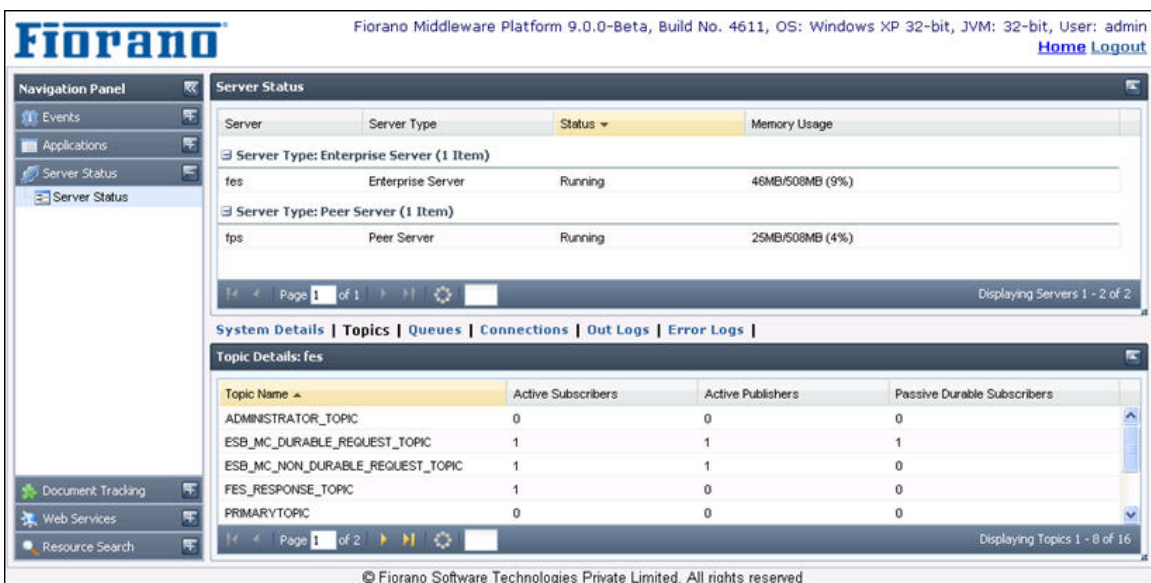 Fiorano
Fiorano Middleware Platform 9.0.0-Beta, Build No. 4611, OS: Windows XP 32-bit, JVM: 32-bit, User: admin
Home Logout
Navigation Panel
Events
Applications
Server Status
Server Status
Document Tracking
Web Services
Resource Search
Server Status
Server Server Type Status Memory Usage
Server Type: Enterprise Server (1 Item)
fes Enterprise Server Running 46MB/508MB (9%)
Server Type: Peer Server (1 Item)
fps Peer Server Running 25MB/508MB (4%)
Page 1 of 1 Displaying Servers 1 - 2 of 2
System Details | Topics | Queues | Connections | Out Logs | Error Logs |
Topic Details: fes
Topic Name Active Subscribers Active Publishers Passive Durable Subscribers
ADMINISTRATOR_TOPIC 0 0 0
ESB_MC_DURABLE_REQUEST_TOPIC 1 1 1
ESB_MC_NON_DURABLE_REQUEST_TOPIC 1 1 0
FES_RESPONSE_TOPIC 1 0 0
PRIMARYTOPIC 0 0 0
Page 1 of 2 Displaying Topics 1 - 8 of 16
© Fiorano Software Technologies Private Limited. All rights reserved